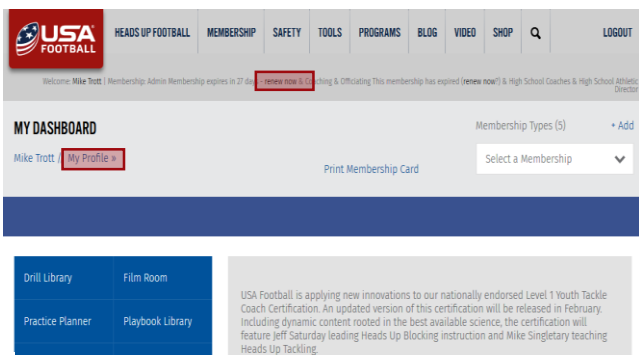 USA
FOOTBALL
HEADS UP FOOTBALL MEMBERSHIP SAFETY TOOLS PROGRAMS BLOG VIDEO SHOP LOGOUT
Welcome: Mike Trott | Membership: Admin Membership expires in 27 days - renew now & Coaching & Officiating This membership has expired (renew now?) & High School Coaches & High School Athletic
Director
MY DASHBOARD
Membership Types (5) + Add
Mike Trott / My Profile »
Select a Membership
Print Membership Card
Drill Library Film Room
Practice Planner Playbook Library
USA Football is applying new innovations to our nationally endorsed Level 1 Youth Tackle
Coach Certification. An updated version of this certification will be released in February.
Including dynamic content rooted in the best available science, the certification will
feature Jeff Saturday leading Heads Up Blocking instruction and Mike Singletary teaching
Heads Up Tackling.